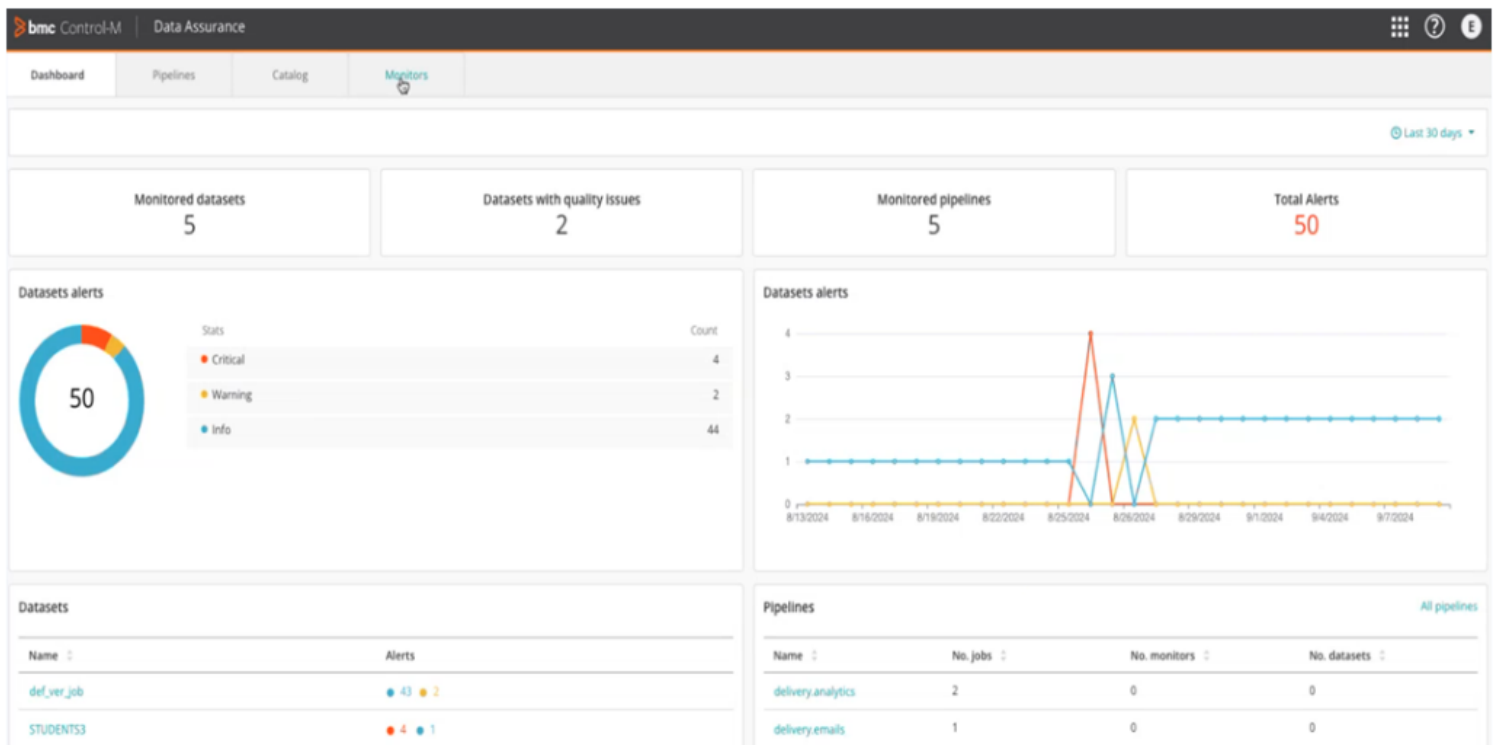 bmc Control-M | Data Assurance
E
Dashboard Pipelines Catalog Monitors
Last 30 days
Monitored datasets
5
Datasets with quality issues
2
Monitored pipelines
5
Total Alerts
50
Datasets alerts
50
Stats Count
Critical 4
Warning 2
Info 44
Datasets alerts
4
3
2
1
0
8/13/2024 8/16/2024 8/19/2024 8/22/2024 8/25/2024 8/26/2024 8/29/2024 9/1/2024 9/4/2024 9/7/2024
Datasets
Name Alerts
def_ver_job 43 2
STUDENTS3 4 1
Pipelines All pipelines
Name No. jobs No. monitors No. datasets
delivery.analytics 2 0 0
delivery.emails 1 0 0